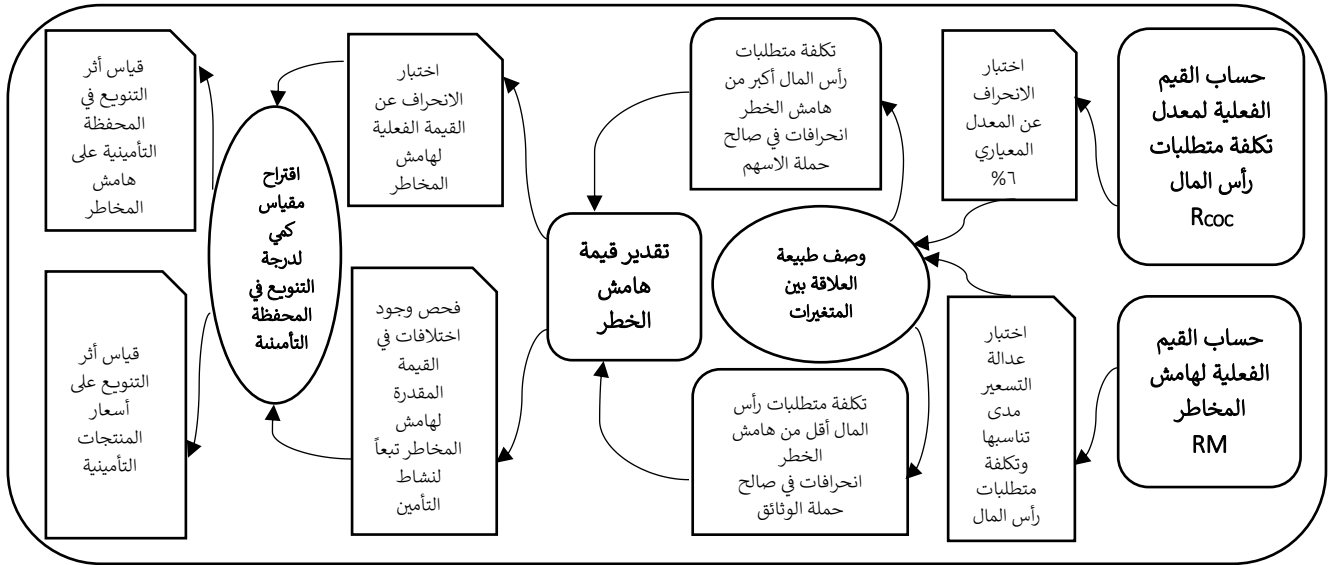 حساب القيم
الفعلية لمعدل
تكلفة متطلبات
رأس المال
Rcoc
حساب القيم
الفعلية لهامش
المخاطر
RM
اختبار
الانحراف
عن المعدل
المعياري
٦%
اختبار
عدالة
التسعير
مدى
تناسبها
وتكلفة
متطلبات
رأس المال
وصف طبيعة
العلاقة بين
المتغيرات
تكلفة متطلبات
رأس المال أكبر من
هامش الخطر
انحرافات في صالح
حملة الاسهم
تكلفة متطلبات رأس
المال أقل من هامش
الخطر
انحرافات في صالح
حملة الوثائق
تقدير قيمة
هامش
الخطر
اختبار
الانحراف عن
القيمة الفعلية
لهامش
المخاطر
فحص وجود
اختلافات في
القيمة
المقدرة
لهامش
المخاطر تبعاً
لنشاط
التأمين
اقتراح
مقياس
كمي
لدرجة
التنويع في
المحفظة
التأمينية
قياس أثر
التنويع في
المحفظة
التأمينية على
هامش
المخاطر
قياس أثر
التنويع على
أسعار
المنتجات
التأمينية